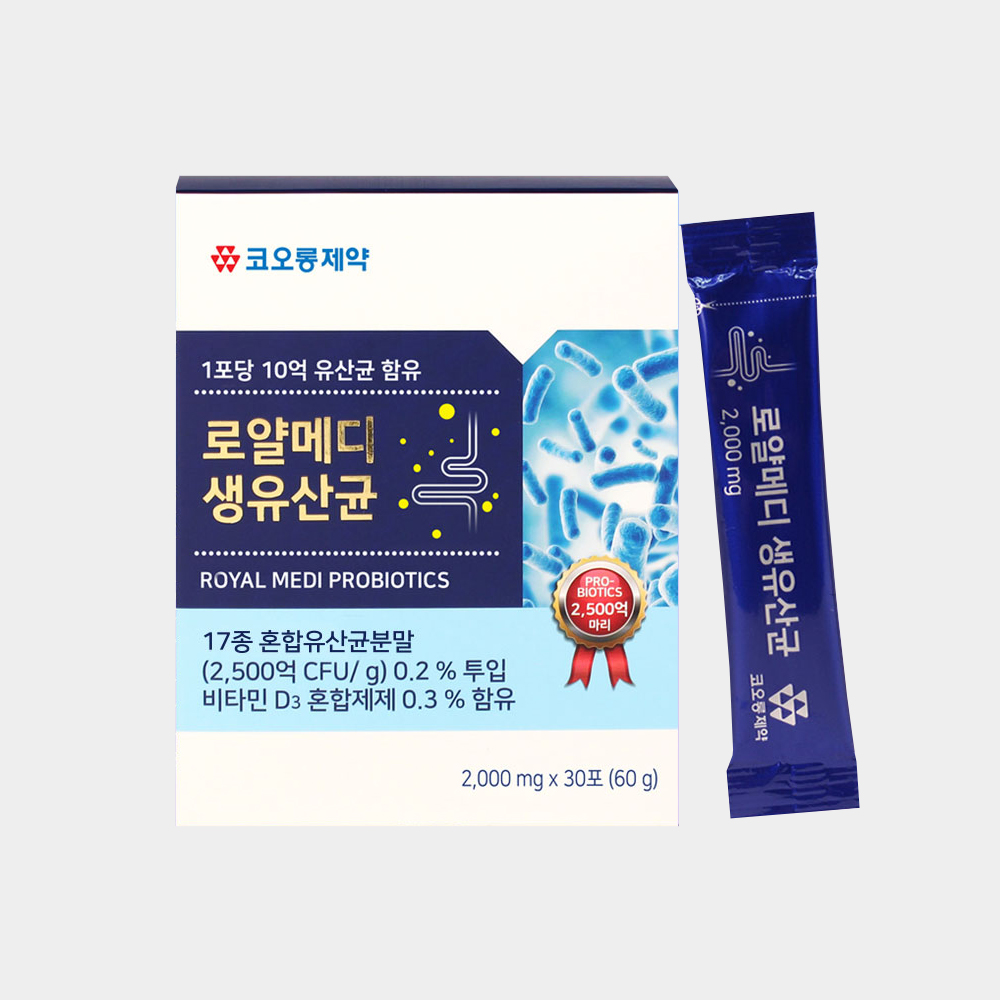 코오롱제약
1포당 10억 유산균 함유
로얄메디
생유산균
ROYAL MEDI PROBIOTICS
PRO-
BIOTICS
2,500억
마리
17종 혼합유산균분말
(2,500억 CFU/ g) 0.2 % 투입
비타민 D3 혼합제제 0.3 % 함유
2,000 mg x 30포 (60 g)
로얄메디 생유산균
2,000 mg
코오롱제약